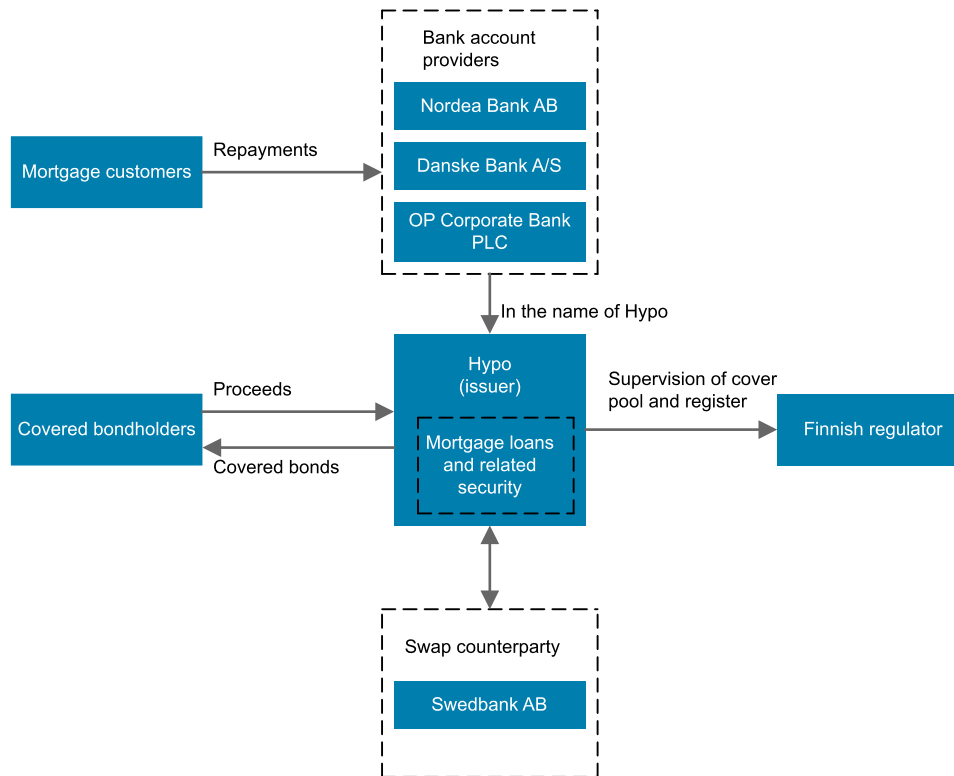 Bank account
providers
Nordea Bank AB
Danske Bank A/S
OP Corporate Bank
PLC
Mortgage customers
Repayments
In the name of Hypo
Hypo
(issuer)
Mortgage loans
and related
security
Proceeds
Covered bondholders
Covered bonds
Supervision of cover
pool and register
Finnish regulator
Swap counterparty
Swedbank AB